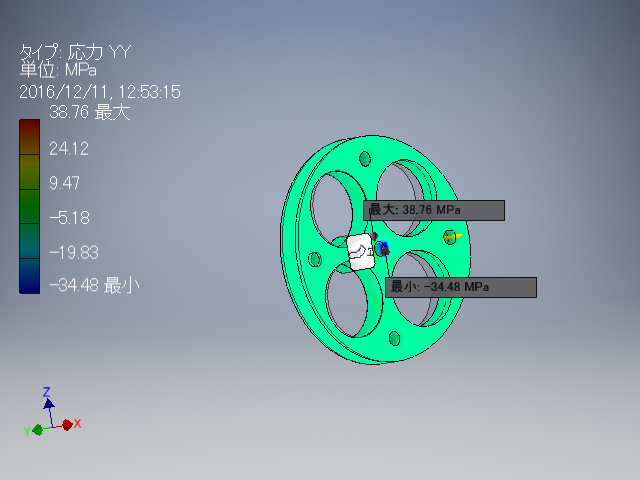 タイプ: 応力 YY
単位: MPa
2016/12/11, 12:53:15
38.76 最大
24.12
9.47
-5.18
-19.83
-34.48 最小
最大: 38.76 MPa
最小: -34.48 MPa
Z
Y
X